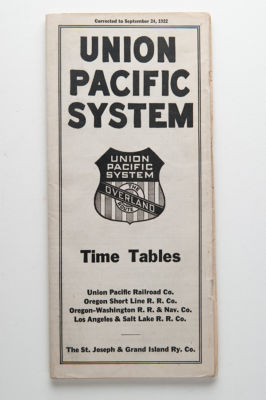 Corrected to September 24, 1922
UNION
PACIFIC
SYSTEM
UNION
PACIFIC
SYSTEM
THE
OVERLAND
ROUTE
Time Tables
Union Pacific Railroad Co.
Oregon Short Line R. R. Co.
Oregon-Washington R. R. & Nav. Co.
Los Angeles & Salt Lake R. R. Co.
The St. Joseph & Grand Island Ry. Co.